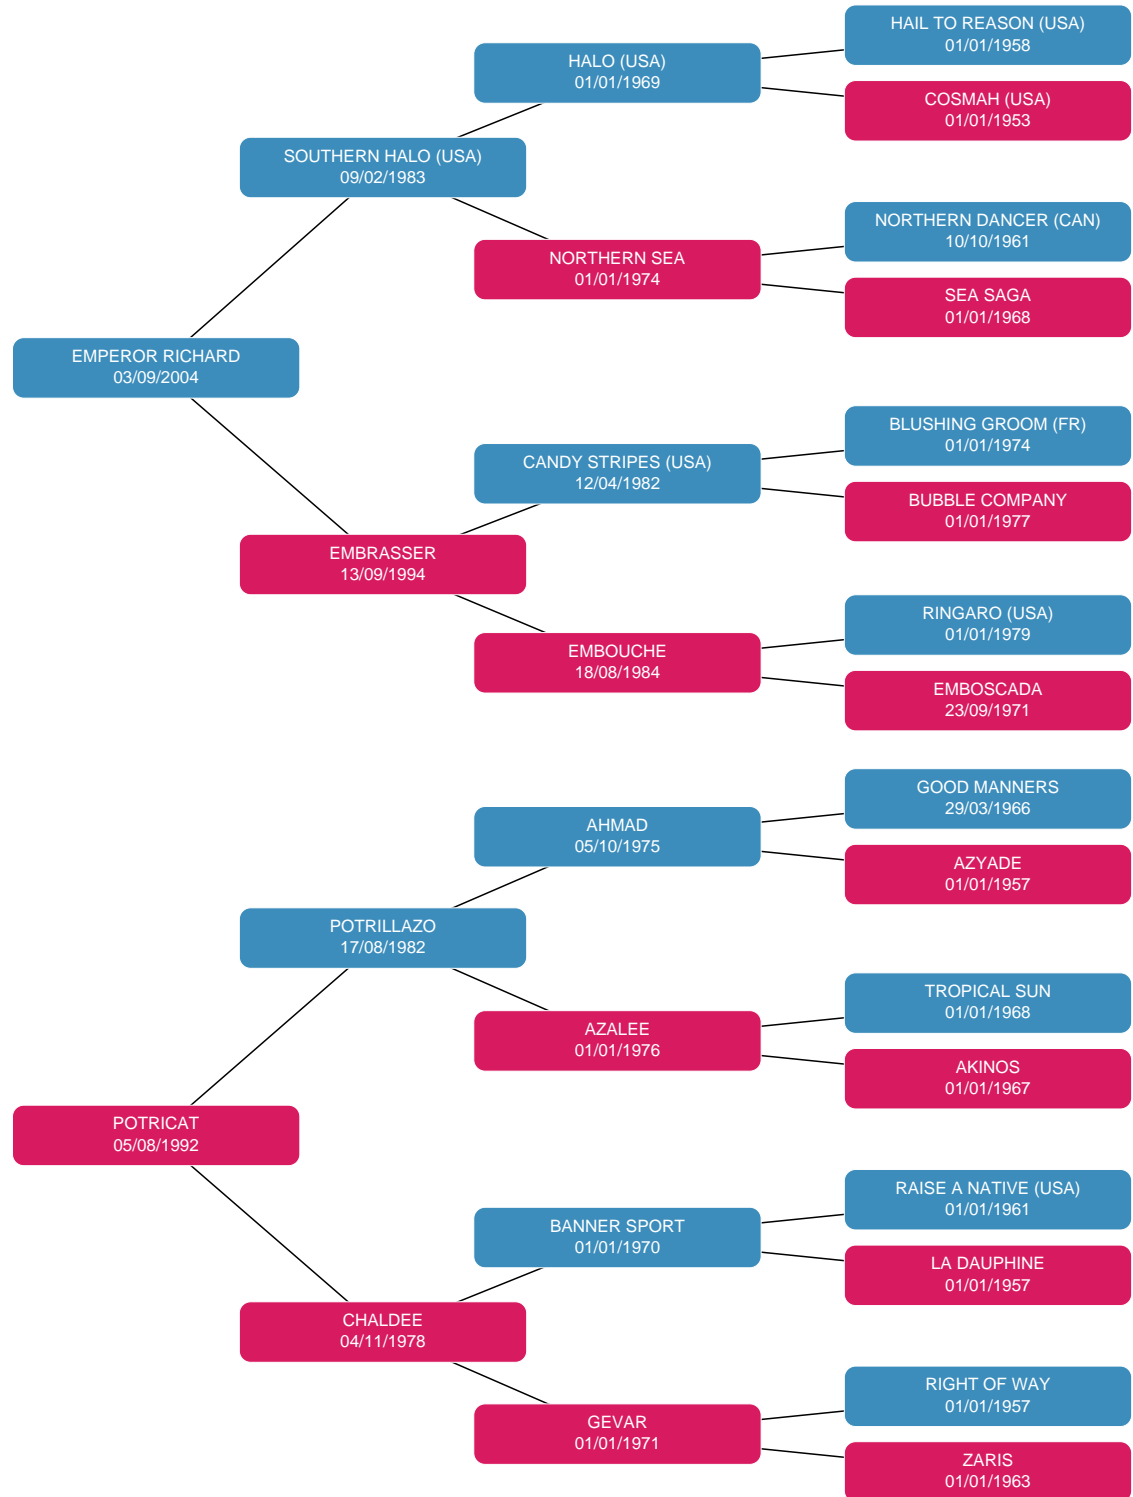 HAIL TO REASON (USA)
01/01/1958
HALO (USA)
01/01/1969
COSMAH (USA)
01/01/1953
SOUTHERN HALO (USA)
09/02/1983
NORTHERN DANCER (CAN)
10/10/1961
NORTHERN SEA
01/01/1974
SEA SAGA
01/01/1968
EMPEROR RICHARD
03/09/2004
BLUSHING GROOM (FR)
01/01/1974
CANDY STRIPES (USA)
12/04/1982
BUBBLE COMPANY
01/01/1977
EMBRASSER
13/09/1994
RINGARO (USA)
01/01/1979
EMBOUCHE
18/08/1984
EMBOSCADA
23/09/1971
GOOD MANNERS
29/03/1966
AHMAD
05/10/1975
AZYADE
01/01/1957
POTRILLAZO
17/08/1982
TROPICAL SUN
01/01/1968
AZALEE
01/01/1976
AKINOS
01/01/1967
POTRICAT
05/08/1992
RAISE A NATIVE (USA)
01/01/1961
BANNER SPORT
01/01/1970
LA DAUPHINE
01/01/1957
CHALDEE
04/11/1978
RIGHT OF WAY
01/01/1957
GEVAR
01/01/1971
ZARIS
01/01/1963